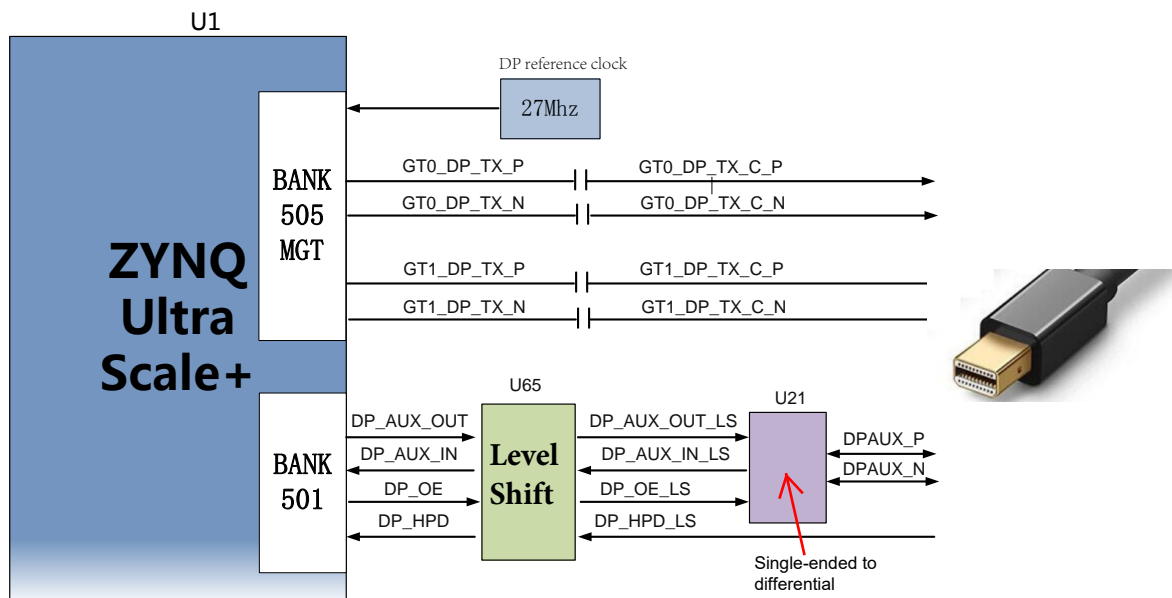 U1
DP reference clock
27Mhz
BANK
505
MGT
GT0_DP_TX_P
GT0_DP_TX_C_P
GT0_DP_TX_N
GT0_DP_TX_C_N
GT1_DP_TX_P
GT1_DP_TX_C_P
GT1_DP_TX_N
GT1_DP_TX_C_N
ZYNQ
Ultra
Scale+
BANK
501
U65
U21
DP_AUX_OUT
DP_AUX_IN
DP_OE
DP_HPD
Level
Shift
DP_AUX_OUT_LS
DP_AUX_IN_LS
DP_OE_LS
DP_HPD_LS
DPAUX_P
DPAUX_N
Single-ended to
differential